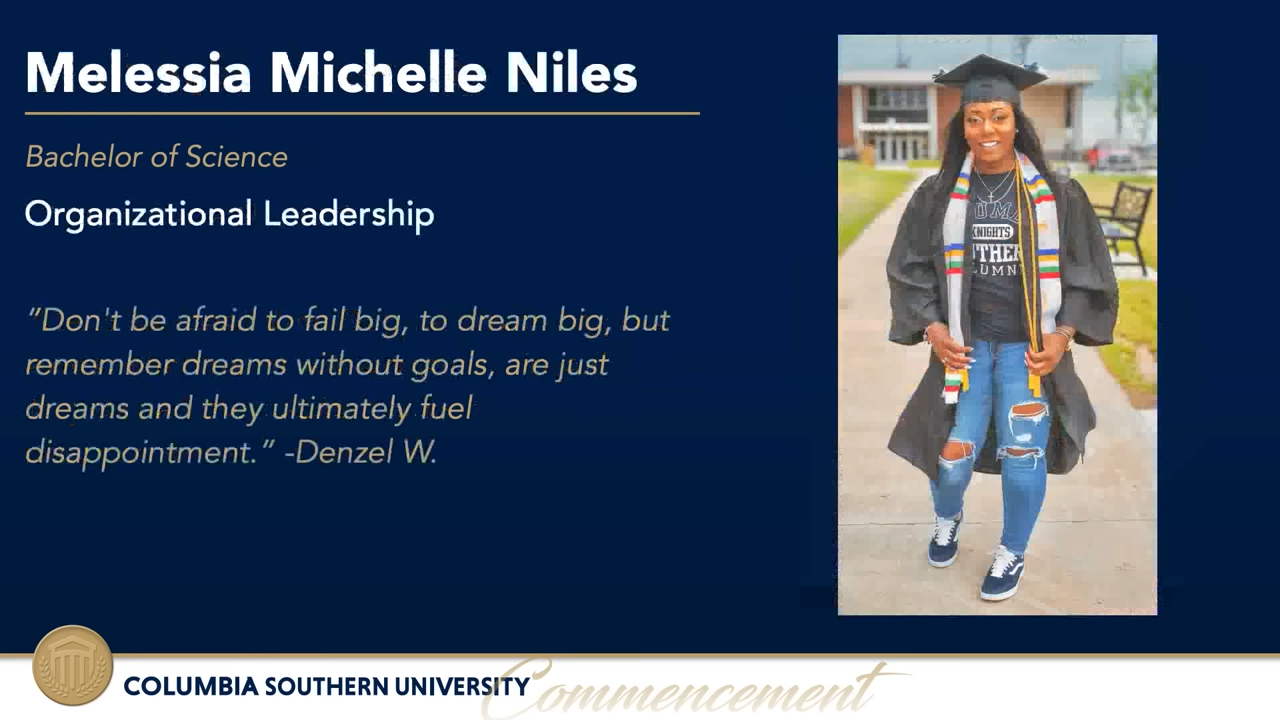 Melessia Michelle Niles
Bachelor of Science
Organizational Leadership
“Don't be afraid to fail big, to dream big, but
remember dreams without goals, are just
dreams and they ultimately fuel
disappointment.” -Denzel W.
KNIGHTS
COLUMBIA SOUTHERN UNIVERSITY
Commencement